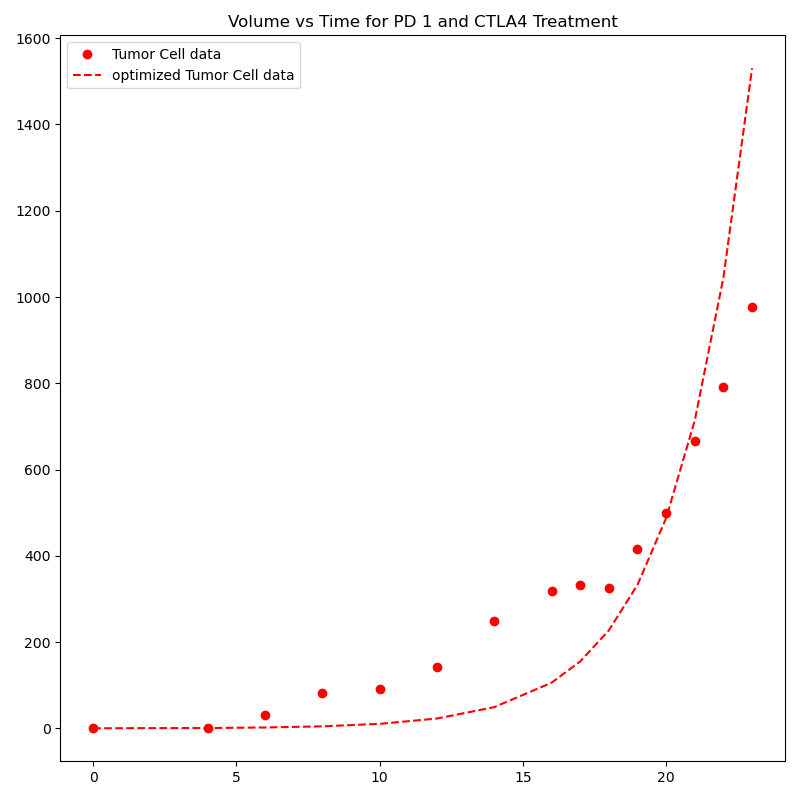 Volume vs Time for PD 1 and CTLA4 Treatment
Tumor Cell data
optimized Tumor Cell data
1600
1400
1200
1000
800
600
400
200
0
0 5 10 15 20